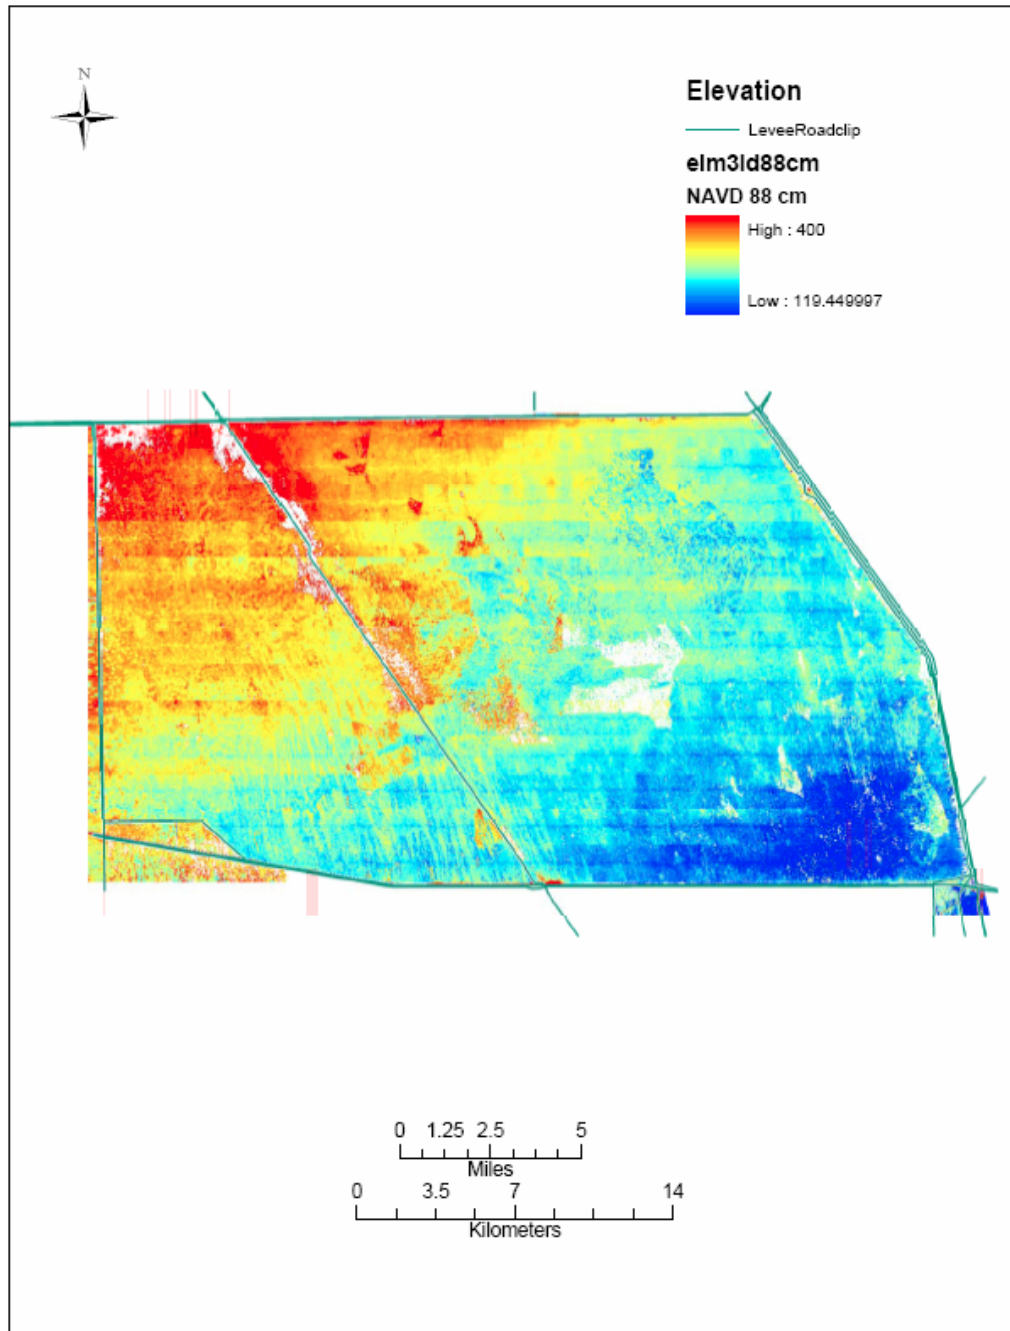 N
Elevation
LeveeRoadclip
elm3ld88cm
NAVD 88 cm
High : 400
Low : 119.449997
0 1.25 2.5 5
Miles
0 3.5 7 14
Kilometers